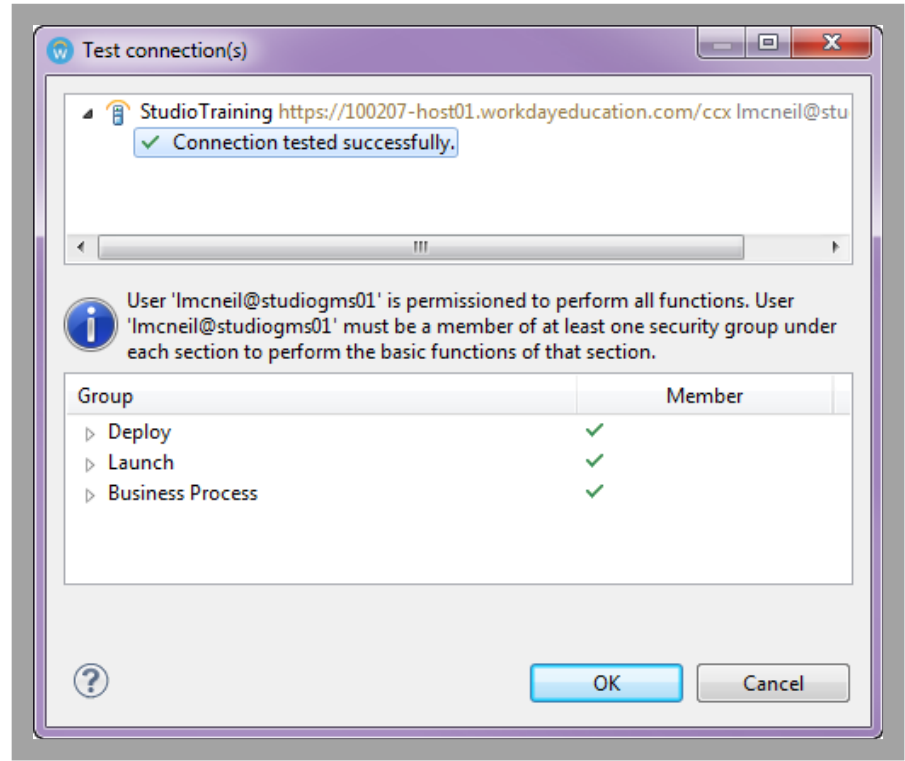 Test connection(s)
StudioTraining https://100207-host01.workdayeducation.com/ccx lmcneil@stu
Connection tested successfully.
User 'lmcneil@studiogms01' is permissioned to perform all functions. User
'lmcneil@studiogms01' must be a member of at least one security group under
each section to perform the basic functions of that section.
Group Member
Deploy
Launch
Business Process
OK Cancel